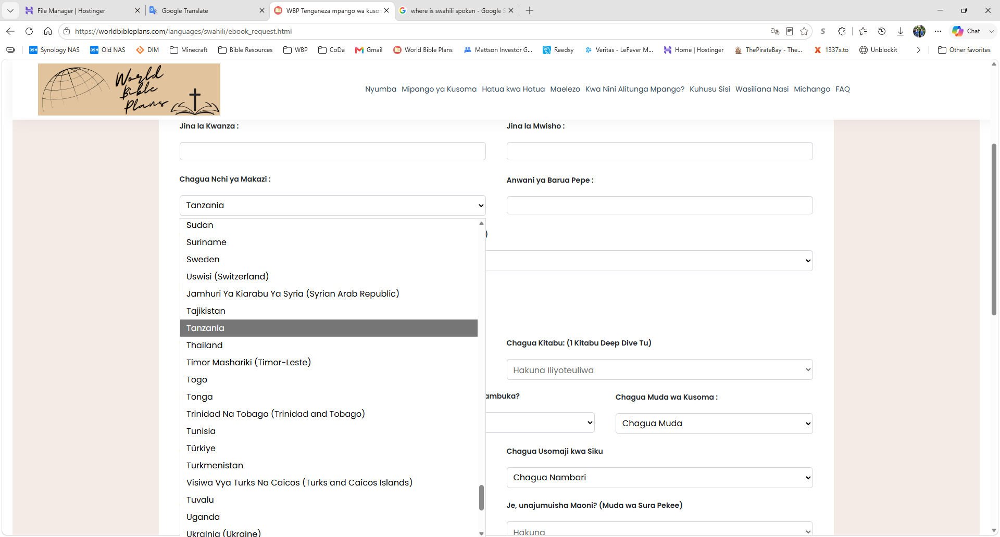 File Manager | Hostinger
Google Translate
WBP Tengeneza mpango wa kusor
where is swahili spoken - Google S
https://worldbibleplans.com/languages/swahili/ebook_request.html
Chat
Synology NAS
Old NAS
DIM
Minecraft
Bible Resources
WBP
CoDa
Gmail
World Bible Plans
Mattson Investor G...
Reedsy
Veritas - LeFever M...
Home | Hostinger
ThePirateBay - The...
1337x.to
Unblockit
Other favorites
World
Bible
Plans
Nyumba
Mipango ya Kusoma
Hatua kwa Hatua
Maelezo
Kwa Nini Alitunga Mpango?
Kuhusu Sisi
Wasiliana Nasi
Michango
FAQ
Jina la Kwanza :
Jina la Mwisho :
Chagua Nchi ya Makazi :
Anwani ya Barua Pepe :
Tanzania
Sudan
Suriname
Sweden
Uswisi (Switzerland)
Jamhuri Ya Kiarabu Ya Syria (Syrian Arab Republic)
Tajikistan
Tanzania
Thailand
Timor Mashariki (Timor-Leste)
Togo
Tonga
Trinidad Na Tobago (Trinidad and Tobago)
Tunisia
Türkiye
Turkmenistan
Visiwa Vya Turks Na Caicos (Turks and Caicos Islands)
Tuvalu
Uganda
Ukrainia (Ukraine)
)
Chagua Kitabu: (1 Kitabu Deep Dive Tu)
Hakuna Iliyoteuliwa
ambuka?
Chagua Muda wa Kusoma :
Chagua Muda
Chagua Usomaji kwa Siku
Chagua Nambari
Je, unajumuisha Maoni? (Muda wa Sura Pekee)
Hakuna